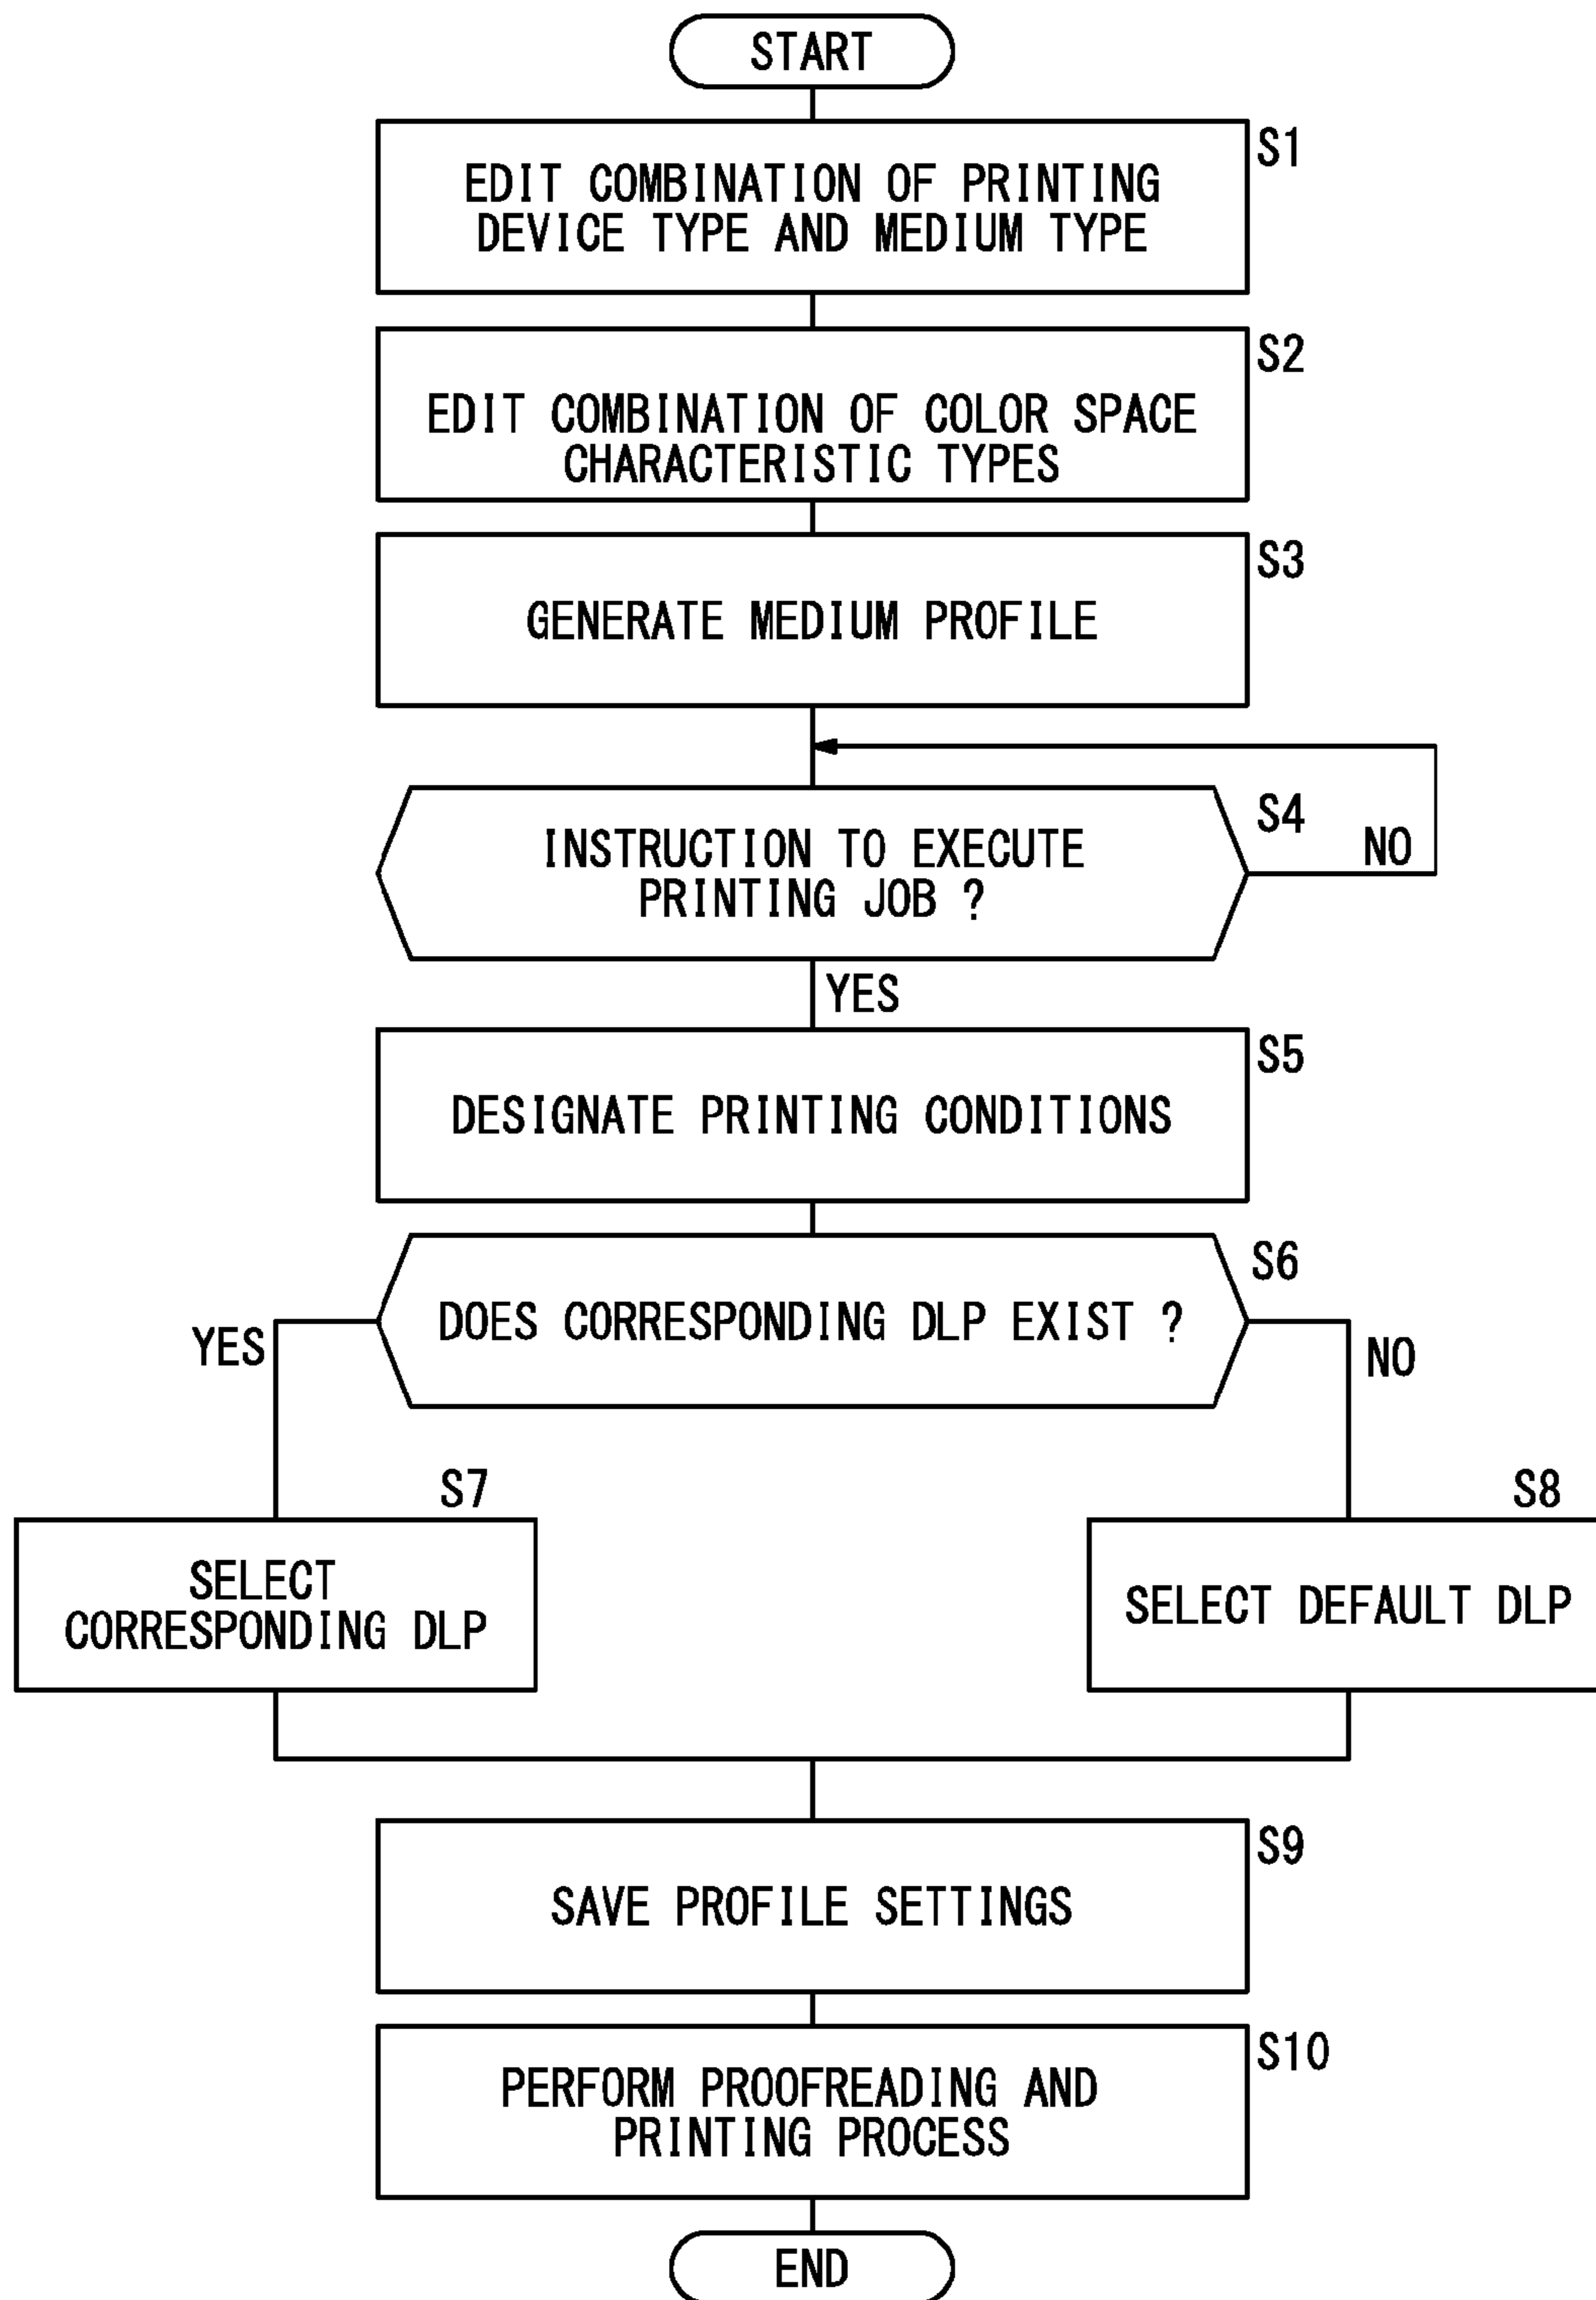 START
S1
EDIT COMBINATION OF PRINTING
DEVICE TYPE AND MEDIUM TYPE
S2
EDIT COMBINATION OF COLOR SPACE
CHARACTERISTIC TYPES
S3
GENERATE MEDIUM PROFILE
S4
INSTRUCTION TO EXECUTE
PRINTING JOB ?
NO
YES
S5
DESIGNATE PRINTING CONDITIONS
S6
DOES CORRESPONDING DLP EXIST ?
YES
NO
S7
SELECT
CORRESPONDING DLP
S8
SELECT DEFAULT DLP
S9
SAVE PROFILE SETTINGS
S10
PERFORM PROOFREADING AND
PRINTING PROCESS
END